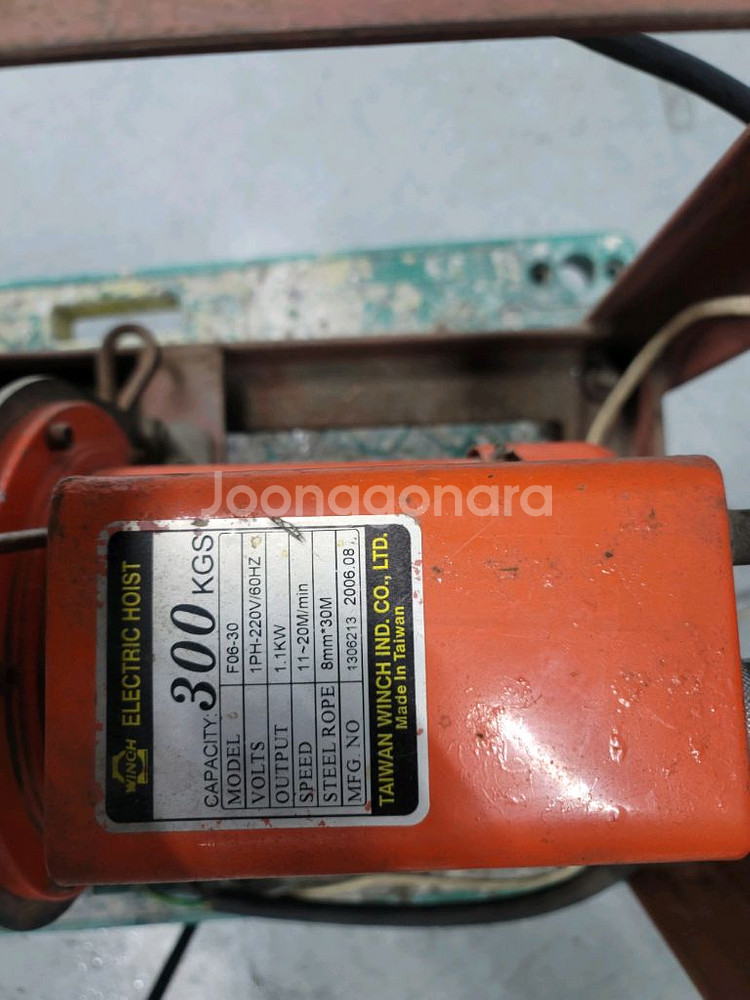 Joonggonara
WINCH ELECTRIC HOIST
CAPACITY: 300 KGS
MODEL F06-30
VOLTS 1PH-220V/60HZ
OUTPUT 1.1KW
SPEED 11~20M/min
STEEL ROPE 8mm*30M
MFG. NO 1306213 2006.08
TAIWAN WINCH IND. CO., LTD.
Made In Taiwan